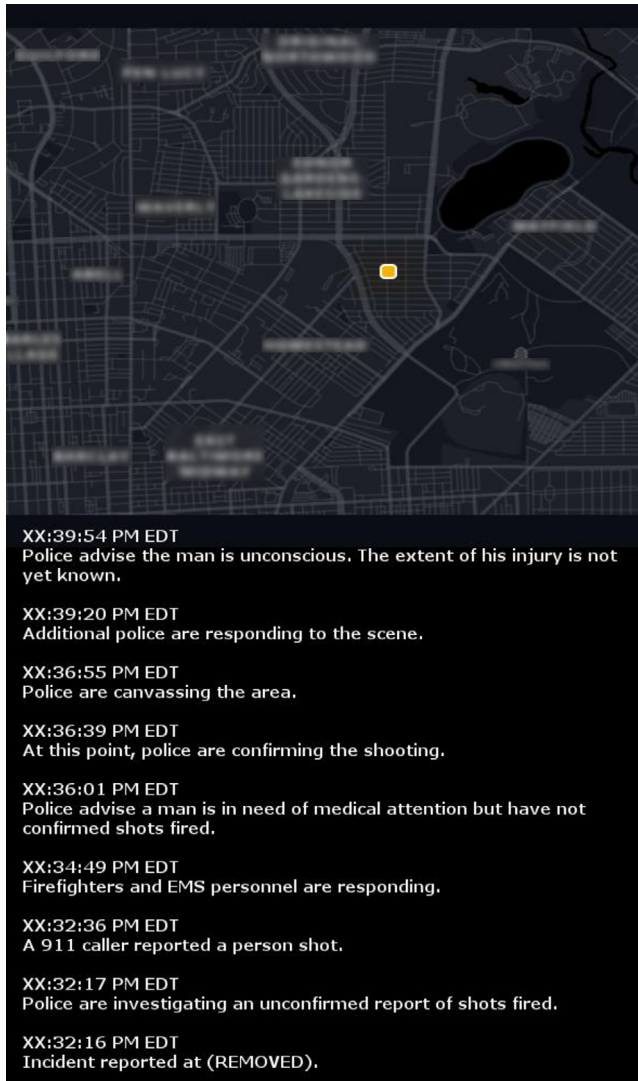 XX:39:54 PM EDT
Police advise the man is unconscious. The extent of his injury is not
yet known.
XX:39:20 PM EDT
Additional police are responding to the scene.
XX:36:55 PM EDT
Police are canvassing the area.
XX:36:39 PM EDT
At this point, police are confirming the shooting.
XX:36:01 PM EDT
Police advise a man is in need of medical attention but have not
confirmed shots fired.
XX:34:49 PM EDT
Firefighters and EMS personnel are responding.
XX:32:36 PM EDT
A 911 caller reported a person shot.
XX:32:17 PM EDT
Police are investigating an unconfirmed report of shots fired.
XX:32:16 PM EDT
Incident reported at (REMOVED).